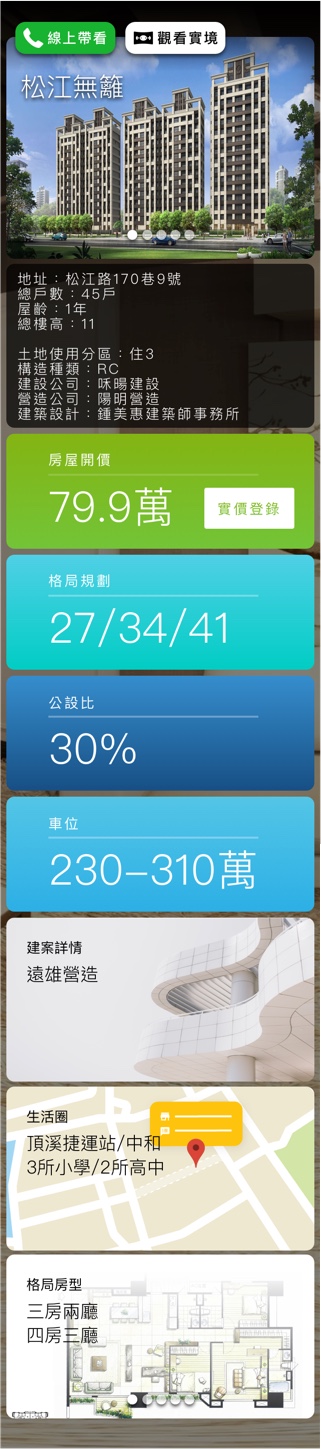 線上帶看
觀看實境
松江無籬
地址：松江路170巷9號
總戶數：45戶
屋齡：1年
總樓高：11
土地使用分區：住3
構造種類：RC
建設公司：咊暘建設
營造公司：陽明營造
建築設計：鍾美惠建築師事務所
房屋開價
79.9萬
實價登錄
格局規劃
27/34/41
公設比
30%
車位
230-310萬
建案詳情
遠雄營造
生活圈
頂溪捷運站/中和
3所小學/2所高中
格局房型
三房兩廳
四房三廳